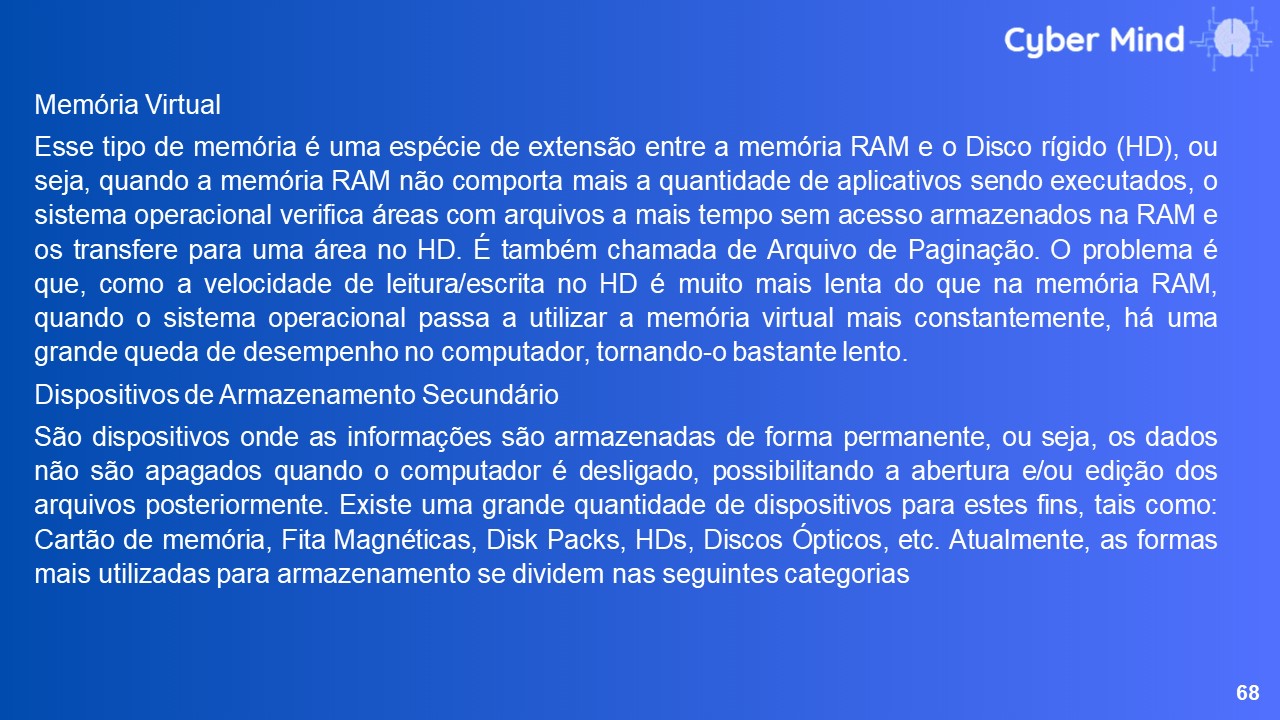 Cyber Mind
Memória Virtual
Esse tipo de memória é uma espécie de extensão entre a memória RAM e o Disco rígido (HD), ou
seja, quando a memória RAM não comporta mais a quantidade de aplicativos sendo executados, o
sistema operacional verifica áreas com arquivos a mais tempo sem acesso armazenados na RAM e
os transfere para uma área no HD. É também chamada de Arquivo de Paginação. O problema é
que, como a velocidade de leitura/escrita no HD é muito mais lenta do que na memória RAM,
quando o sistema operacional passa a utilizar a memória virtual mais constantemente, há uma
grande queda de desempenho no computador, tornando-o bastante lento.
Dispositivos de Armazenamento Secundário
São dispositivos onde as informações são armazenadas de forma permanente, ou seja, os dados
não são apagados quando o computador é desligado, possibilitando a abertura e/ou edição dos
arquivos posteriormente. Existe uma grande quantidade de dispositivos para estes fins, tais como:
Cartão de memória, Fita Magnéticas, Disk Packs, HDs, Discos Ópticos, etc. Atualmente, as formas
mais utilizadas para armazenamento se dividem nas seguintes categorias
68